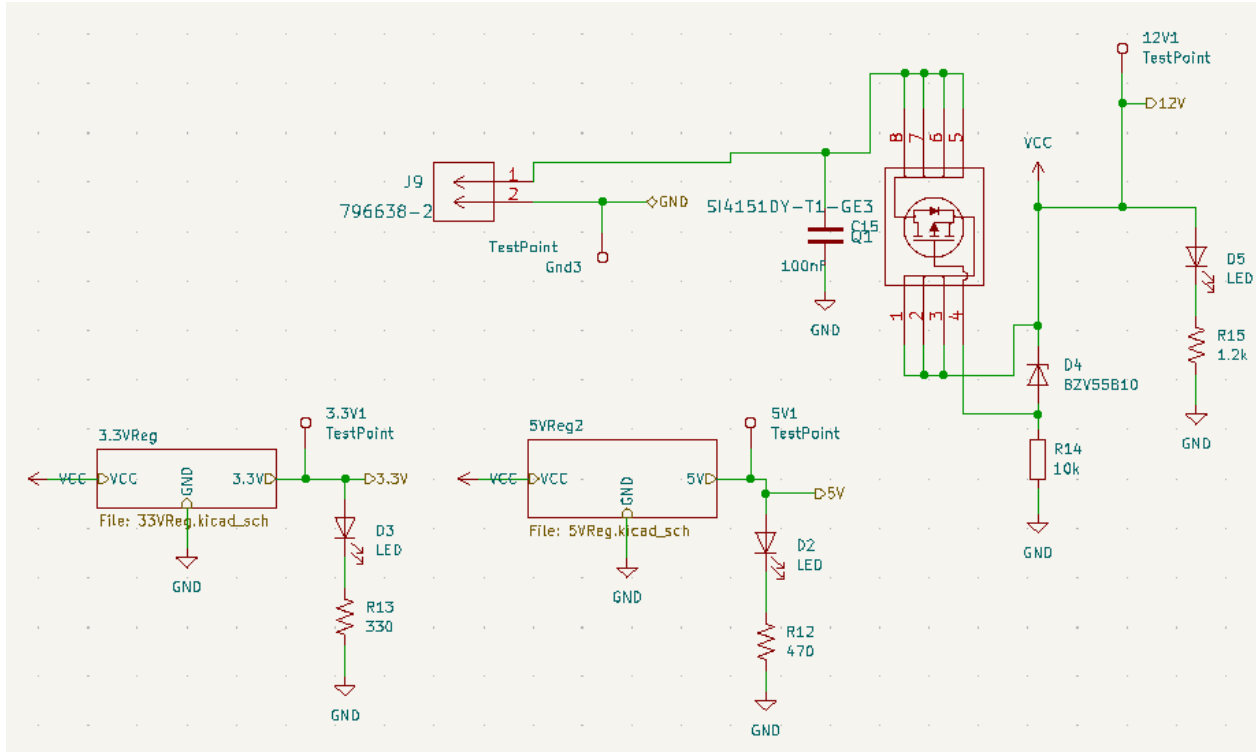 12V1
TestPoint
12V
8
7
6
5
VCC
J9
796638-2
1
2
GND
TestPoint
Gnd3
SI4151DY-T1-GE3
C15
Q1
100nF
GND
1
2
3
4
D5
LED
R15
1.2k
GND
D4
BZV55B10
R14
10k
GND
3.3VReg
VCC
VCC
GND
3.3V
File: 33VReg.kicad_sch
GND
3.3V1
TestPoint
3.3V
D3
LED
R13
330
GND
5VReg2
VCC
VCC
GND
5V
File: 5VReg.kicad_sch
GND
5V1
TestPoint
5V
D2
LED
R12
470
GND